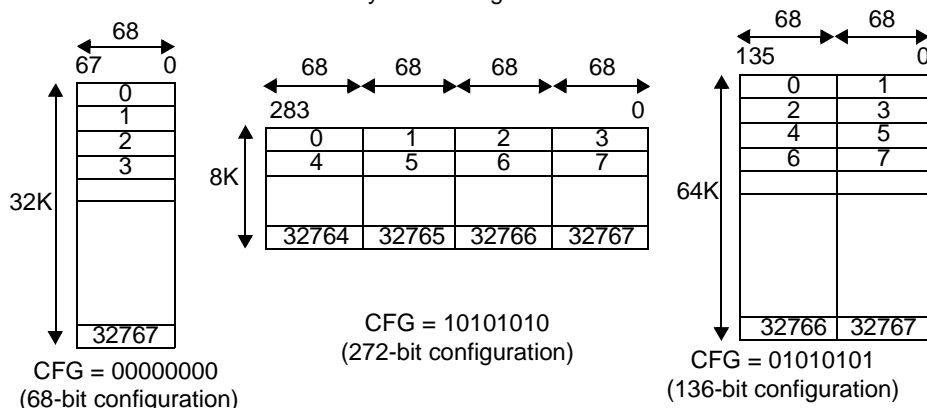 68
67 0
0
1
2
3
32K
32767
CFG = 00000000
(68-bit configuration)
68 68 68 68
283 0
0 1 2 3
4 5 6 7
8K
32764 32765 32766 32767
CFG = 10101010
(272-bit configuration)
68 68
135 0
0 1
2 3
4 5
6 7
64K
32766 32767
CFG = 01010101
(136-bit configuration)